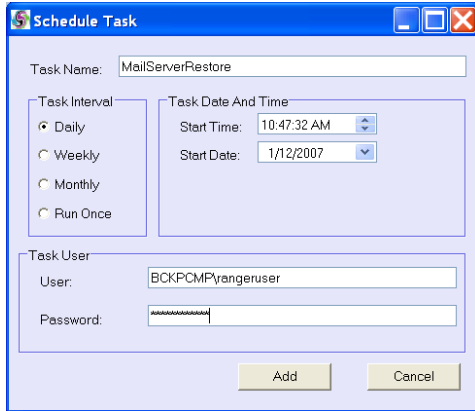 Schedule Task
Task Name: MailServerRestore
Task Interval
Daily
Weekly
Monthly
Run Once
Task Date And Time
Start Time: 10:47:32 AM
Start Date: 1/12/2007
Task User
User: BCKPCMP\rangeruser
Password: ************
Add Cancel